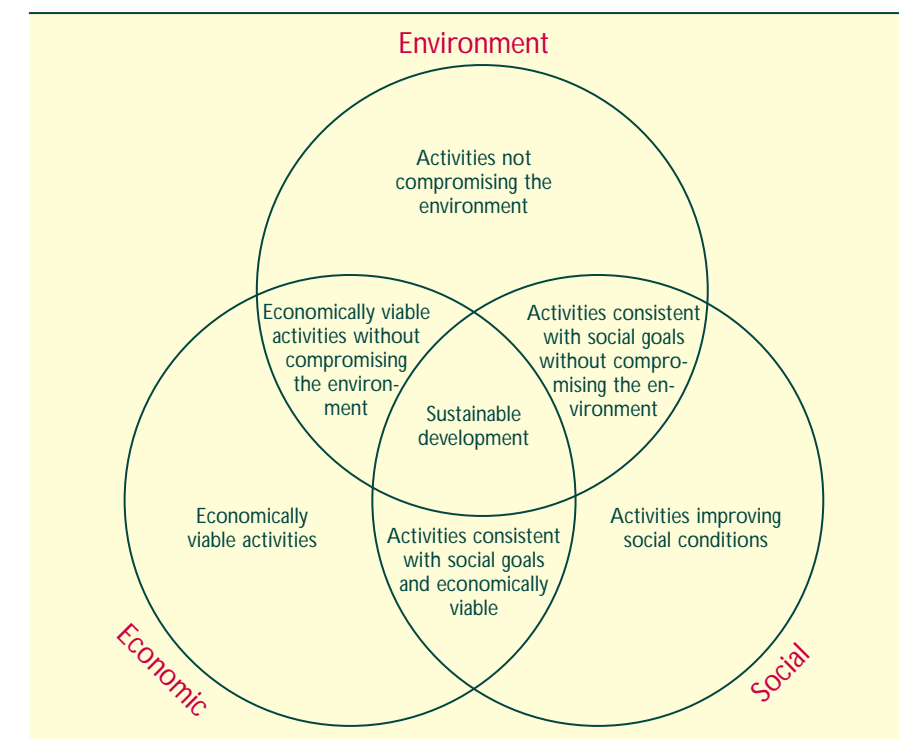 Environment
Activities not
compromising the
environment
Economically viable
activities without
compromising
the environ-
ment
Activities consistent
with social goals
without compro-
mising the en-
vironment
Sustainable
development
Economically
viable activities
Activities consistent
with social goals
and economically
viable
Activities improving
social conditions
Economic
Social